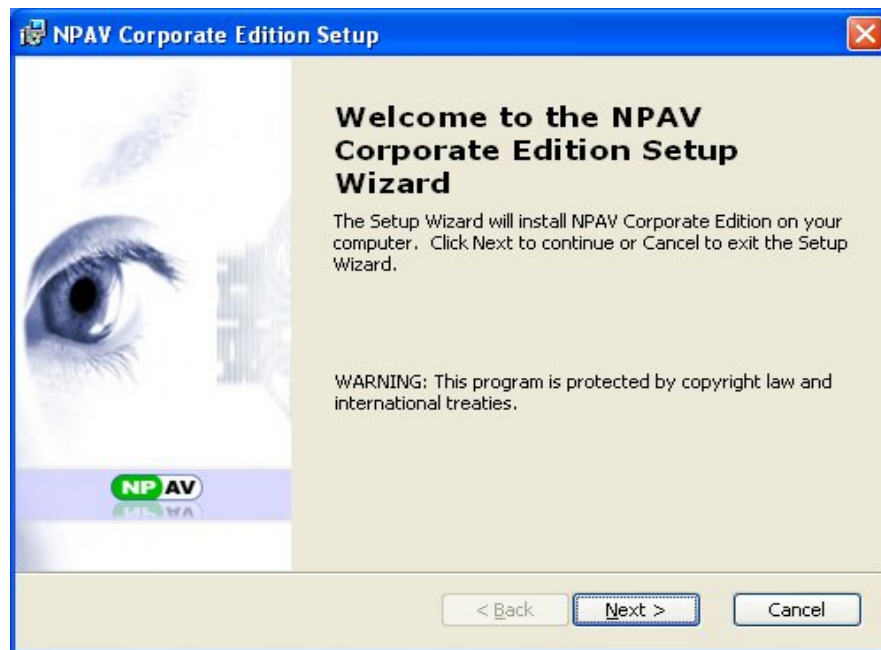 NPAV Corporate Edition Setup
Welcome to the NPAV
Corporate Edition Setup
Wizard
The Setup Wizard will install NPAV Corporate Edition on your
computer. Click Next to continue or Cancel to exit the Setup
Wizard.
WARNING: This program is protected by copyright law and
international treaties.
NPAV
< Back
Next >
Cancel